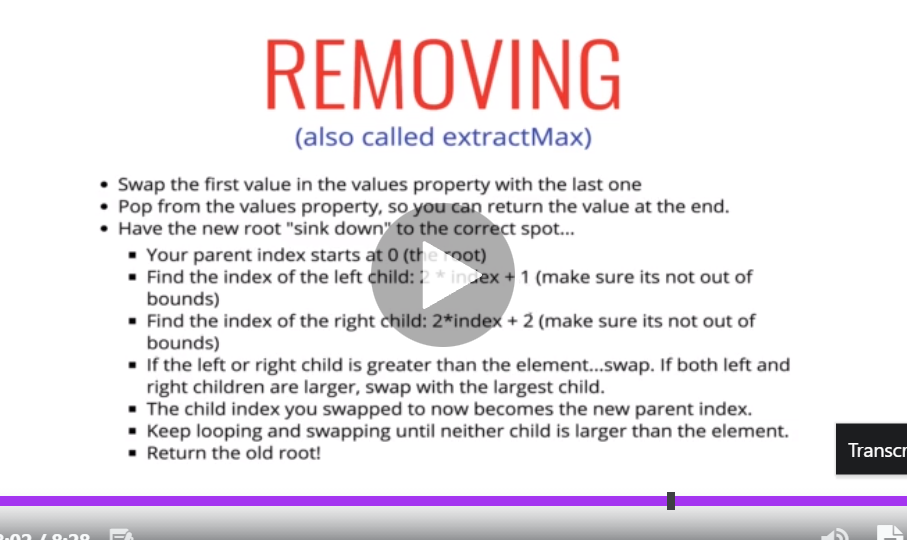 REMOVING
(also called extractMax)
• Swap the first value in the values property with the last one
• Pop from the values property, so you can return the value at the end.
• Have the new root "sink down" to the correct spot...
▪ Your parent index starts at 0 (the root)
▪ Find the index of the left child: 2 * index + 1 (make sure its not out of
bounds)
▪ Find the index of the right child: 2*index + 2 (make sure its not out of
bounds)
▪ If the left or right child is greater than the element...swap. If both left and
right children are larger, swap with the largest child.
▪ The child index you swapped to now becomes the new parent index.
▪ Keep looping and swapping until neither child is larger than the element.
▪ Return the old root!
Transcr